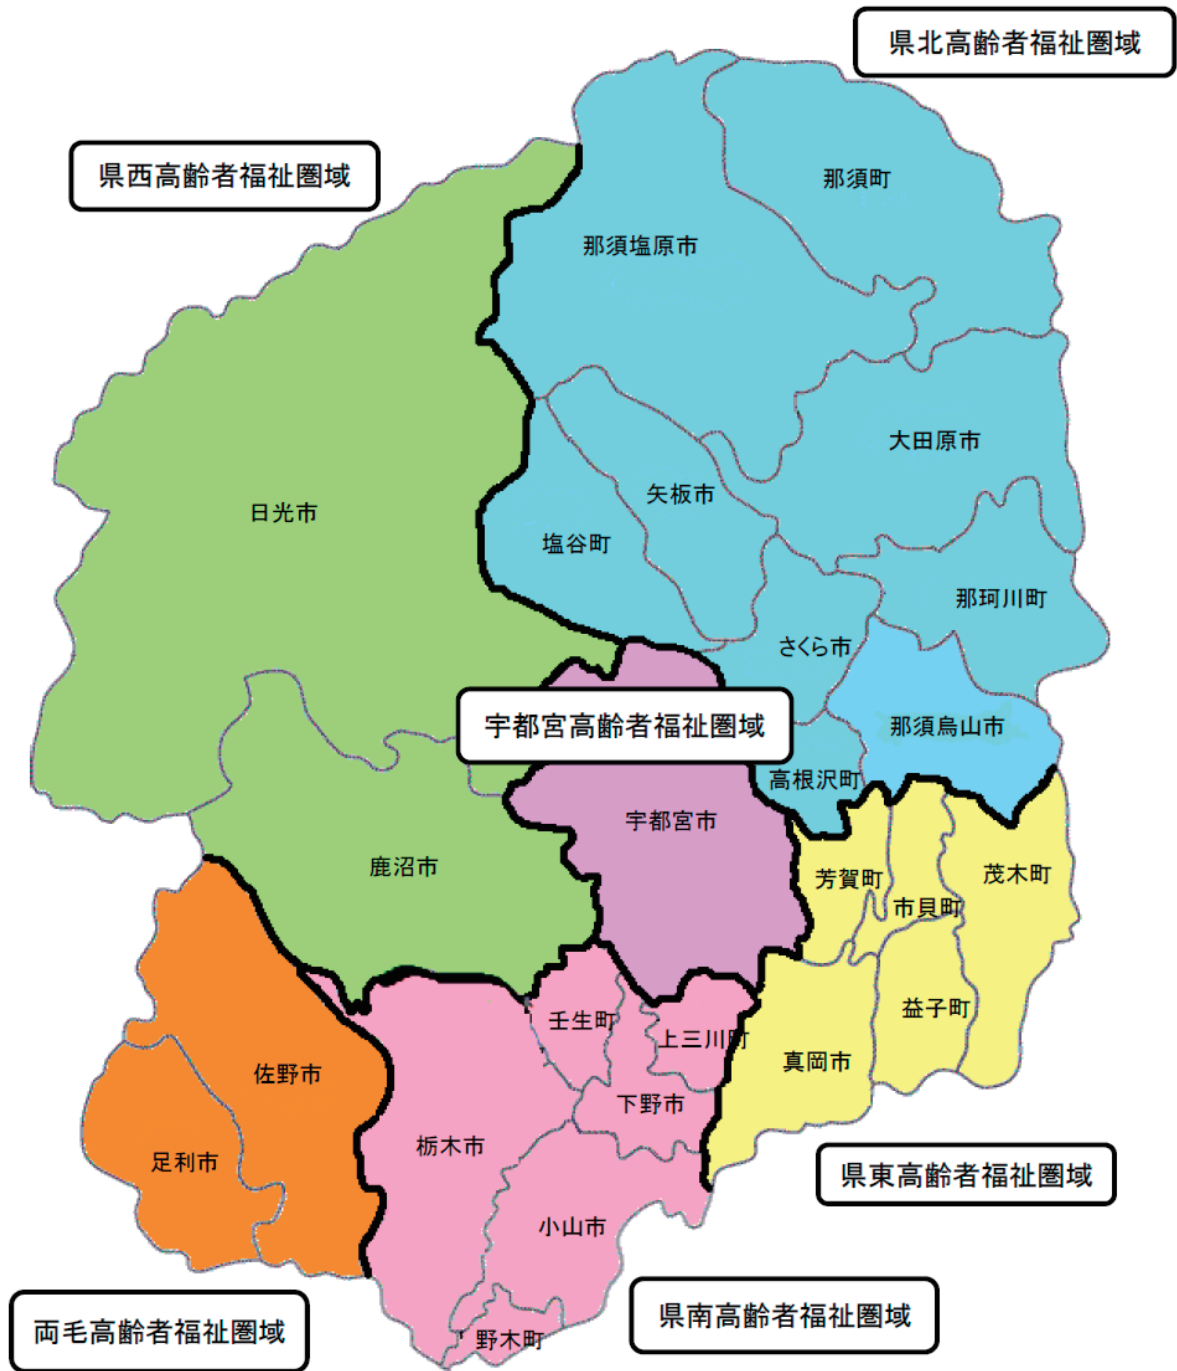 県北高齢者福祉圏域
県西高齢者福祉圏域
那須町
那須塩原市
大田原市
矢板市
日光市
塩谷町
那珂川町
さくら市
宇都宮高齢者福祉圏域
那須烏山市
高根沢町
宇都宮市
鹿沼市
芳賀町
茂木町
市貝町
益子町
壬生町
上三川町
真岡市
佐野市
下野市
栃木市
足利市
県東高齢者福祉圏域
小山市
県南高齢者福祉圏域
両毛高齢者福祉圏域
野木町